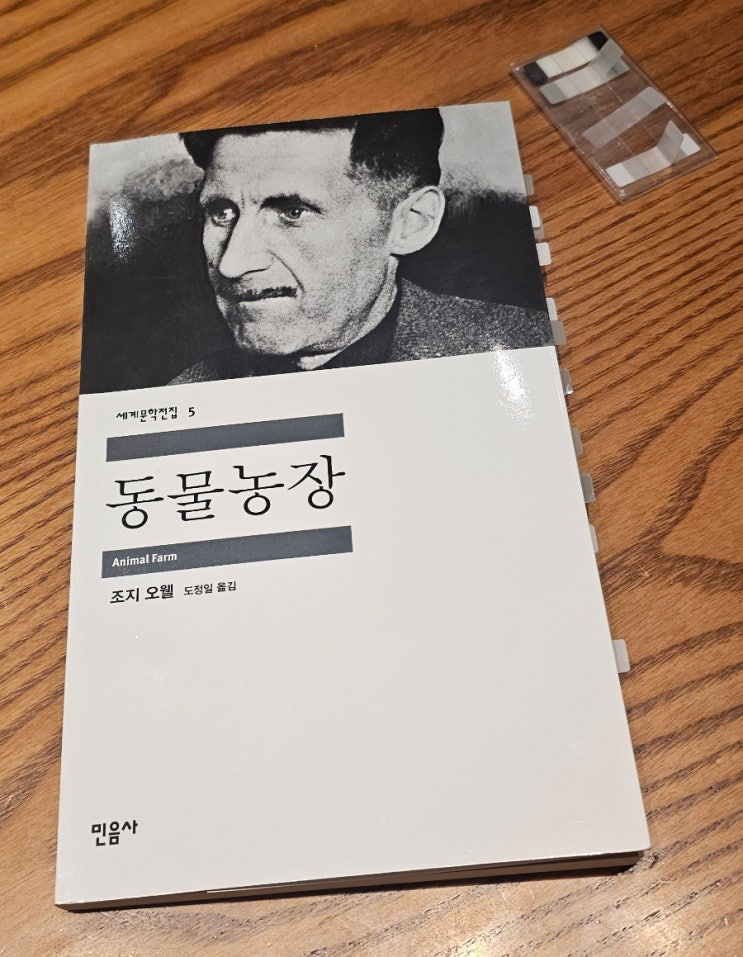 세계문학전집 5
동물농장
Animal Farm
조지 오웰 도정일 옮김
민음사